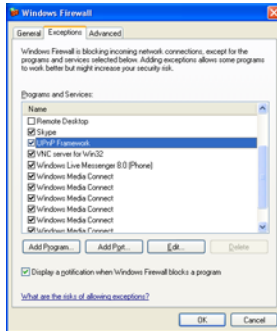 Windows Firewall
General Exceptions Advanced
Windows Firewall is blocking incoming network connections, except for the
programs and services selected below. Adding exceptions allows some programs
to work better but might increase your security risk.
Programs and Services:
Name
Remote Desktop
Skype
UPnP Framework
VNC server for Win32
Windows Live Messenger 8.0 (Phone)
Windows Media Connect
Windows Media Connect
Windows Media Connect
Windows Media Connect
Windows Media Connect
Windows Media Connect
Add Program... Add Port... Edit... Delete
Display a notification when Windows Firewall blocks a program
What are the risks of allowing exceptions?
OK Cancel